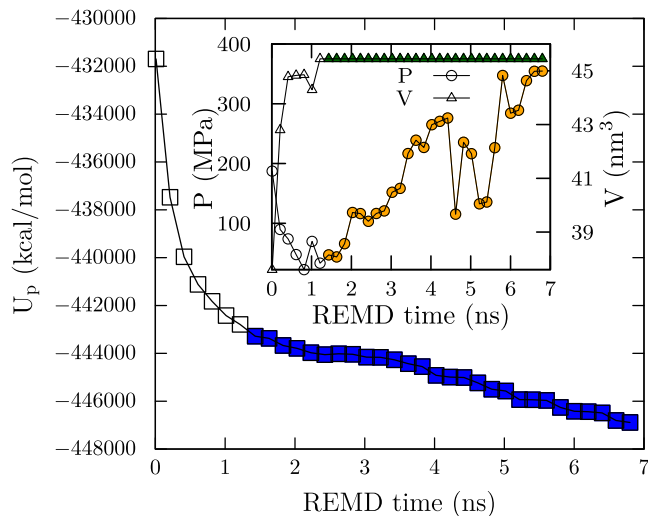 −430000
−432000
−434000
−436000
−438000
−440000
−442000
−444000
−446000
−448000
U_p (kcal/mol)
0 1 2 3 4 5 6 7
REMD time (ns)
400
300
200
100
P (MPa)
P
V
45
43
41
39
V (nm³)
0 1 2 3 4 5 6 7
REMD time (ns)